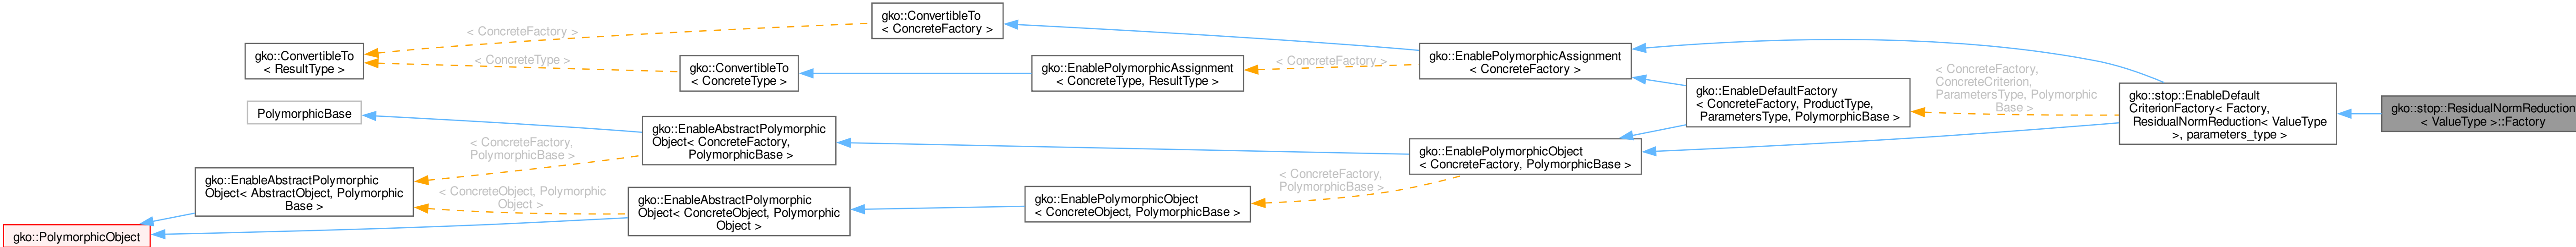 gko::ConvertibleTo
< ConcreteFactory >
< ConcreteFactory >
gko::ConvertibleTo
< ResultType >
< ConcreteType >
gko::ConvertibleTo
< ConcreteType >
gko::EnablePolymorphicAssignment
< ConcreteType, ResultType >
< ConcreteFactory >
gko::EnablePolymorphicAssignment
< ConcreteFactory >
PolymorphicBase
gko::EnableAbstractPolymorphic
Object< ConcreteFactory,
PolymorphicBase >
gko::EnableDefaultFactory
< ConcreteFactory, ProductType,
ParametersType, PolymorphicBase >
< ConcreteFactory,
ConcreteCriterion,
ParametersType, Polymorphic
Base >
gko::stop::EnableDefault
CriterionFactory< Factory,
ResidualNormReduction< ValueType
>, parameters_type >
gko::stop::ResidualNormReduction
< ValueType >::Factory
< ConcreteFactory,
PolymorphicBase >
gko::EnablePolymorphicObject
< ConcreteFactory, PolymorphicBase >
gko::EnableAbstractPolymorphic
Object< AbstractObject, Polymorphic
Base >
< ConcreteObject, Polymorphic
Object >
gko::EnableAbstractPolymorphic
Object< ConcreteObject, Polymorphic
Object >
gko::EnablePolymorphicObject
< ConcreteObject, PolymorphicBase >
< ConcreteFactory,
PolymorphicBase >
gko::PolymorphicObject